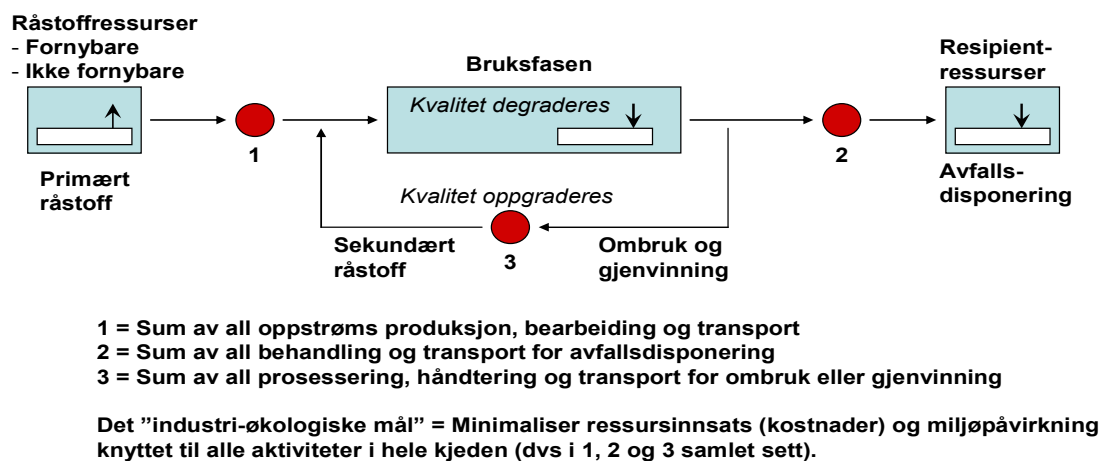 Råstoffressurser
- Fornybare
- Ikke fornybare
Primært
råstoff
1
Bruksfasen
Kvalitet degraderes
Kvalitet oppgraderes
Sekundært
råstoff
3
Ombruk og
gjenvinning
2
Resipient-
ressurser
Avfalls-
disponering
1 = Sum av all oppstrøms produksjon, bearbeiding og transport
2 = Sum av all behandling og transport for avfallsdisponering
3 = Sum av all prosessering, håndtering og transport for ombruk eller gjenvinning
Det ”industri-økologiske mål” = Minimaliser ressursinnsats (kostnader) og miljøpåvirkning
knyttet til alle aktiviteter i hele kjeden (dvs i 1, 2 og 3 samlet sett).